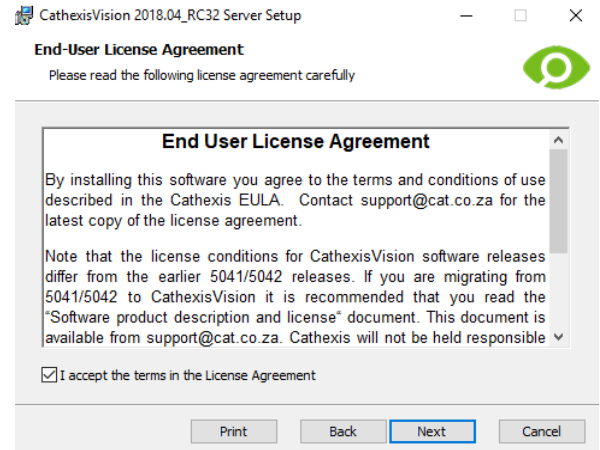 CathexisVision 2018.04_RC32 Server Setup
End-User License Agreement
Please read the following license agreement carefully
End User License Agreement
By installing this software you agree to the terms and conditions of use
described in the Cathexis EULA.  Contact support@cat.co.za for the
latest copy of the license agreement.
Note that the license conditions for CathexisVision software releases
differ from the earlier 5041/5042 releases. If you are migrating from
5041/5042 to CathexisVision it is recommended that you read the
“Software product description and license“ document. This document is
available from support@cat.co.za. Cathexis will not be held responsible
I accept the terms in the License Agreement
Print Back Next Cancel